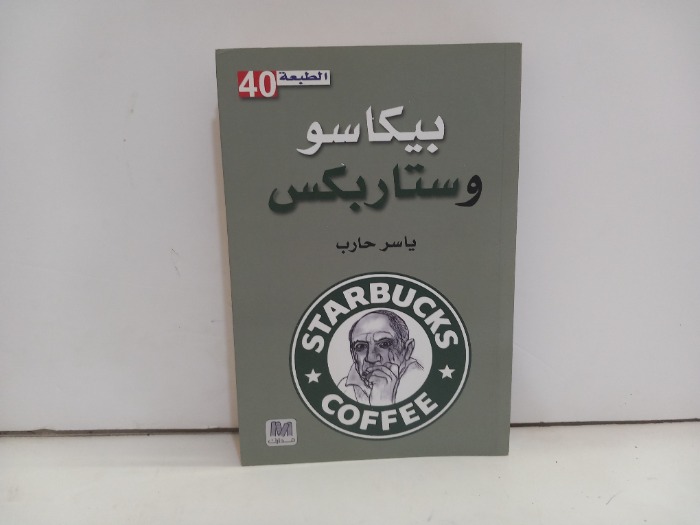 الطبعة 40
بيكاسو
وستاربكس
ياسر حارب
STARBUCKS
COFFEE